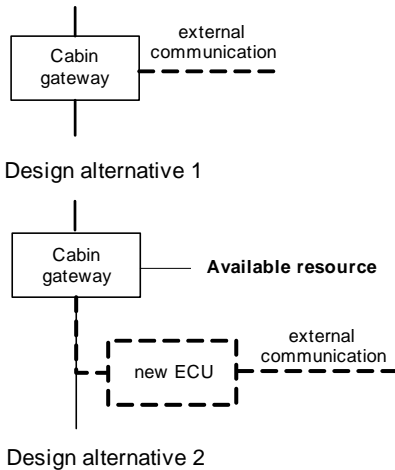 external
communication
Cabin
gateway
Design alternative 1
Cabin
gateway
Available resource
external
communication
new ECU
Design alternative 2